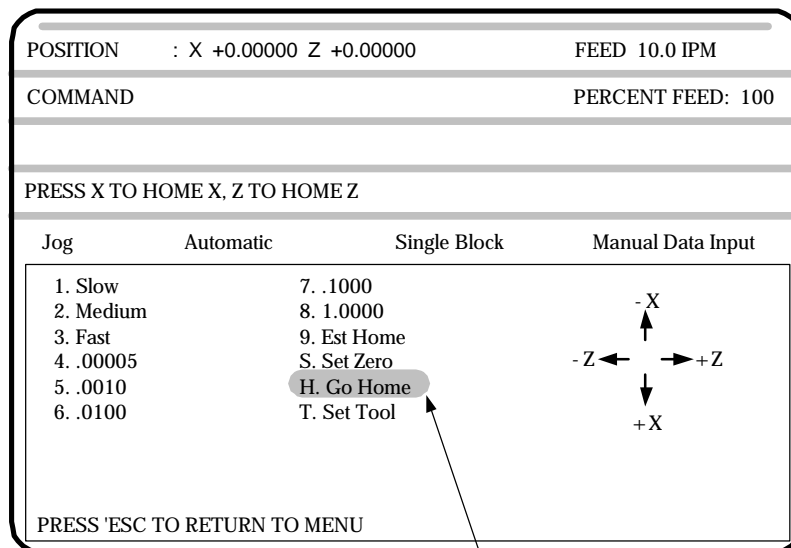 POSITION : X +0.00000 Z +0.00000 FEED 10.0 IPM
COMMAND PERCENT FEED: 100
PRESS X TO HOME X, Z TO HOME Z
Jog Automatic Single Block Manual Data Input
1. Slow 7. .1000
2. Medium 8. 1.0000
3. Fast 9. Est Home
4. .00005 S. Set Zero
5. .0010 H. Go Home
6. .0100 T. Set Tool
- X
- Z +Z
+X
PRESS 'ESC TO RETURN TO MENU